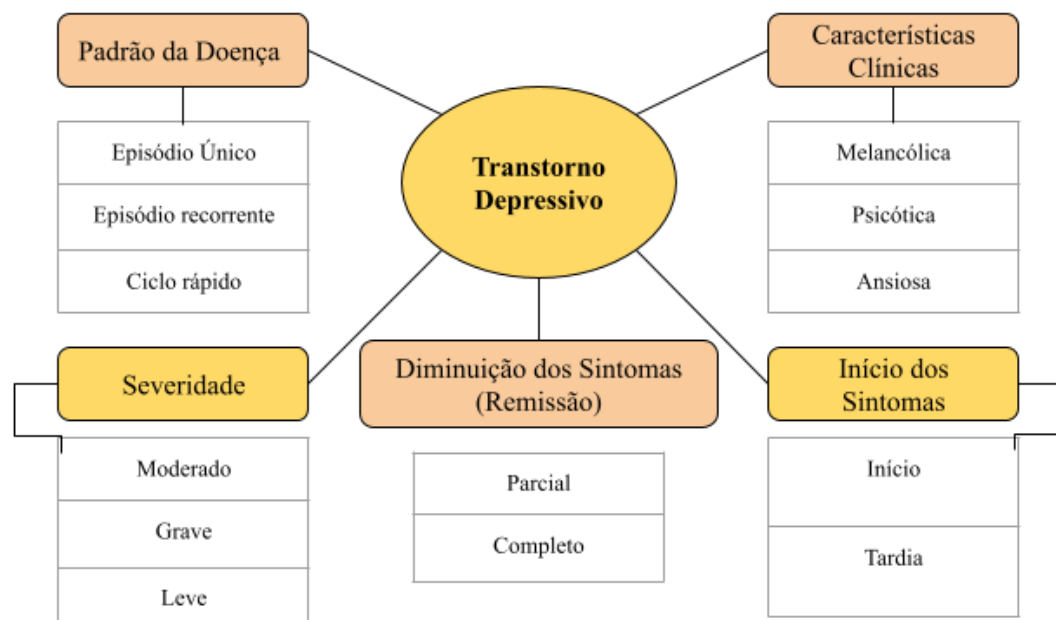 Padrão da Doença
Episódio Único
Episódio recorrente
Ciclo rápido
Características
Clínicas
Melancólica
Psicótica
Ansiosa
Transtorno
Depressivo
Severidade
Moderado
Grave
Leve
Diminuição dos Sintomas
(Remissão)
Parcial
Completo
Início dos
Sintomas
Início
Tardia